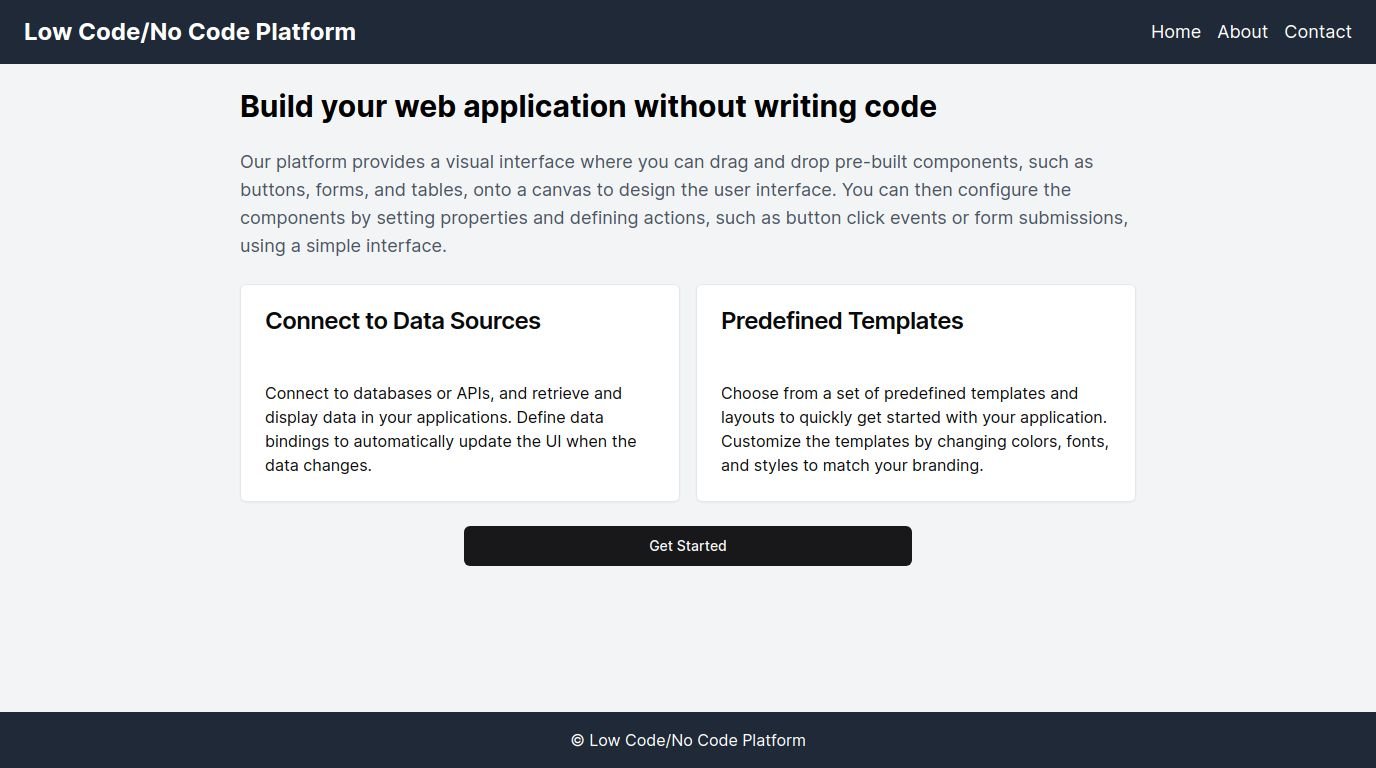 Low Code/No Code Platform
Home About Contact
Build your web application without writing code
Our platform provides a visual interface where you can drag and drop pre-built components, such as
buttons, forms, and tables, onto a canvas to design the user interface. You can then configure the
components by setting properties and defining actions, such as button click events or form submissions,
using a simple interface.
Connect to Data Sources
Connect to databases or APIs, and retrieve and
display data in your applications. Define data
bindings to automatically update the UI when the
data changes.
Predefined Templates
Choose from a set of predefined templates and
layouts to quickly get started with your application.
Customize the templates by changing colors, fonts,
and styles to match your branding.
Get Started
© Low Code/No Code Platform